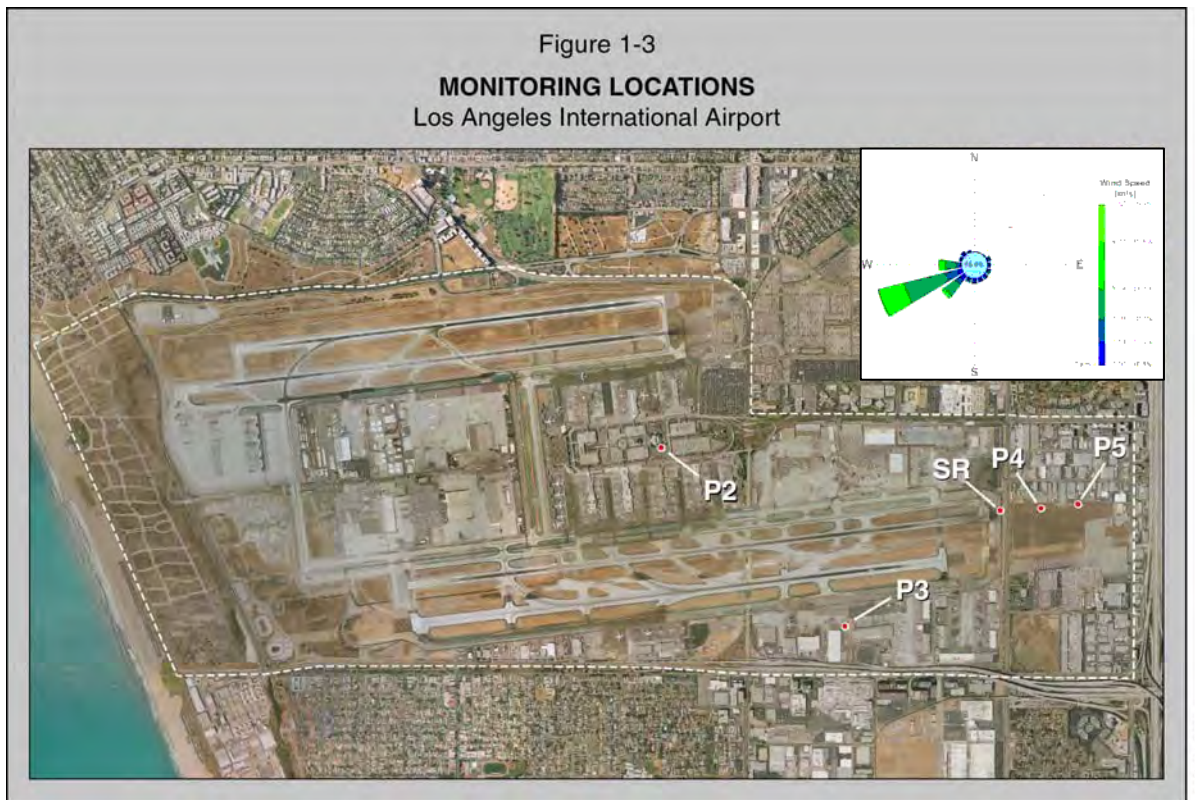 Figure 1-3
MONITORING LOCATIONS
Los Angeles International Airport
N
Wind Speed
W
E
S
P2
SR
P4
P5
P3